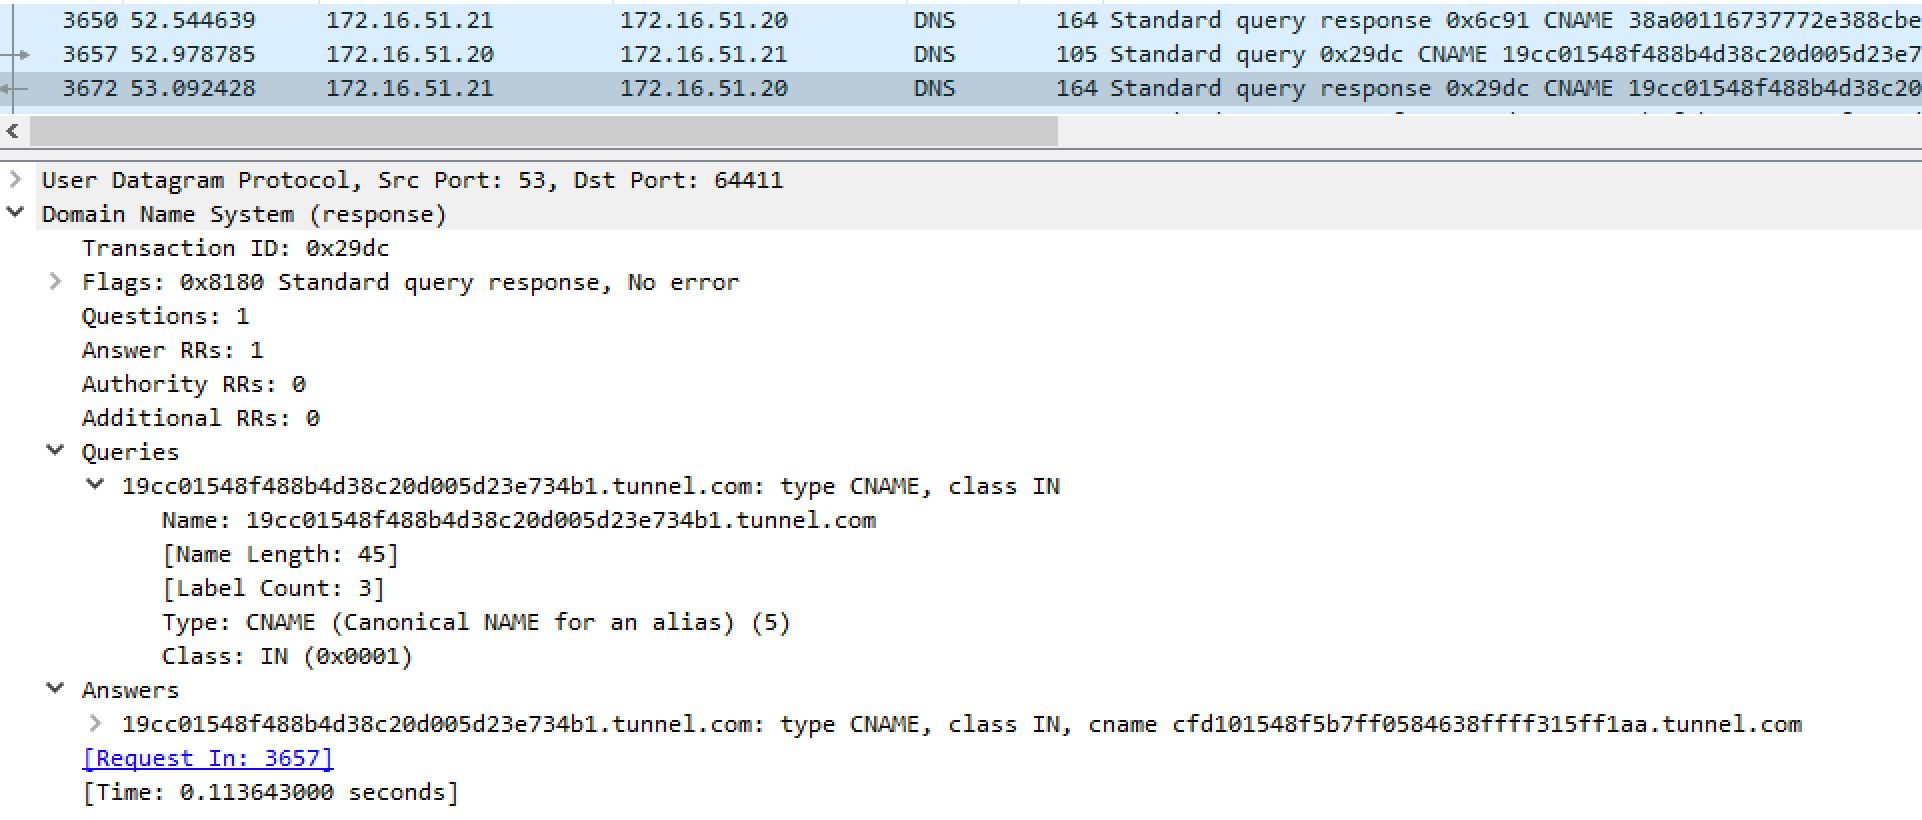 3650 52.544639 172.16.51.21 172.16.51.20 DNS 164 Standard query response 0x6c91 CNAME 38a00116737772e388cbe
3657 52.978785 172.16.51.20 172.16.51.21 DNS 105 Standard query 0x29dc CNAME 19cc01548f488b4d38c20d005d23e7
3672 53.092428 172.16.51.21 172.16.51.20 DNS 164 Standard query response 0x29dc CNAME 19cc01548f488b4d38c20
User Datagram Protocol, Src Port: 53, Dst Port: 64411
Domain Name System (response)
Transaction ID: 0x29dc
Flags: 0x8180 Standard query response, No error
Questions: 1
Answer RRs: 1
Authority RRs: 0
Additional RRs: 0
Queries
19cc01548f488b4d38c20d005d23e734b1.tunnel.com: type CNAME, class IN
Name: 19cc01548f488b4d38c20d005d23e734b1.tunnel.com
[Name Length: 45]
[Label Count: 3]
Type: CNAME (Canonical NAME for an alias) (5)
Class: IN (0x0001)
Answers
19cc01548f488b4d38c20d005d23e734b1.tunnel.com: type CNAME, class IN, cname cfd101548f5b7ff0584638ffff315ff1aa.tunnel.com
[Request In: 3657]
[Time: 0.113643000 seconds]